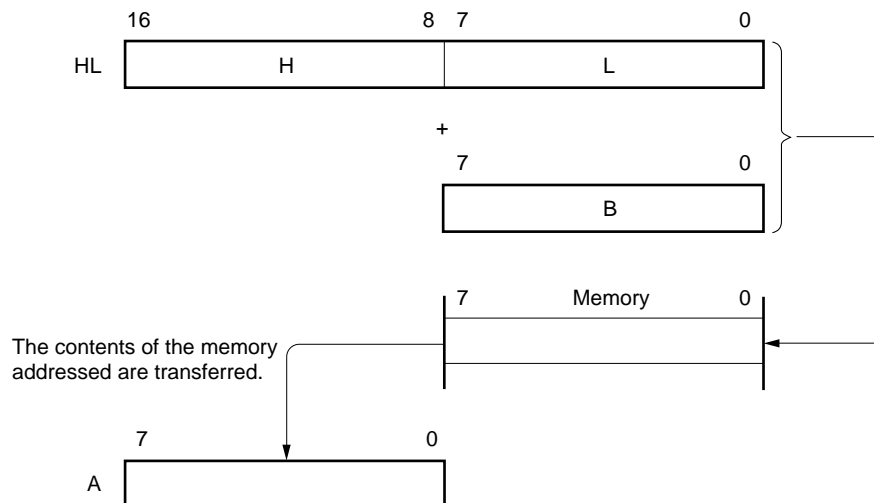 16 8 7 0
HL H L
+
7 0
B
7 Memory 0
The contents of the memory
addressed are transferred.
7 0
A